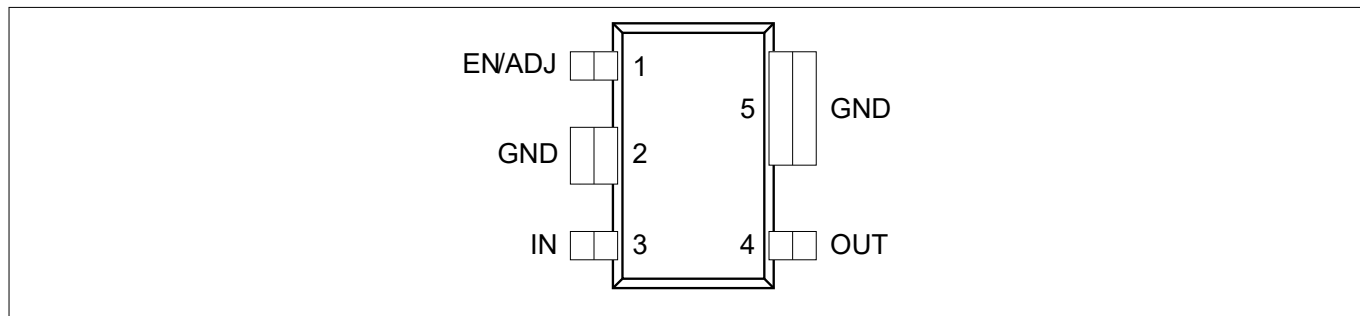 EN/ADJ 1
5 GND
GND 2
IN 3
4 OUT